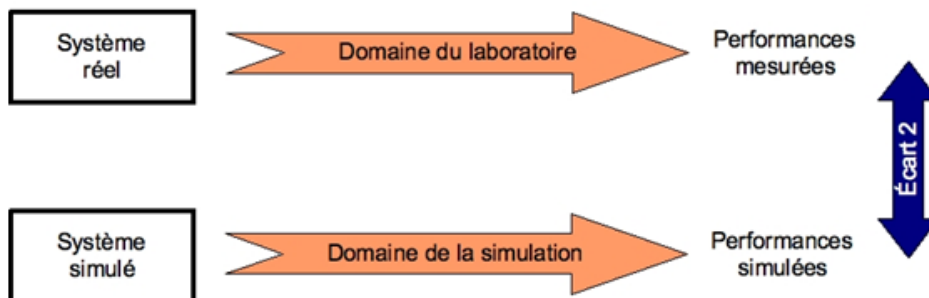 Système
réel
Domaine du laboratoire
Performances
mesurées
Écart 2
Système
simulé
Domaine de la simulation
Performances
simulées